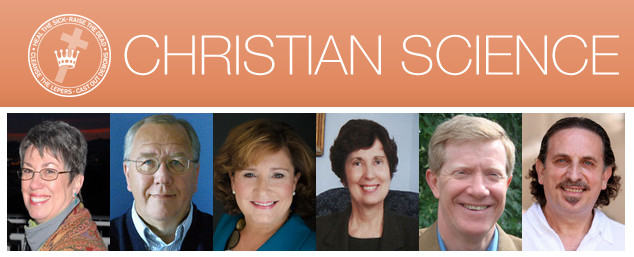 HEAL THE SICK-RAISE THE DEAD-
CLEANSE THE LEPERS-CAST OUT DEMONS-
CHRISTIAN SCIENCE